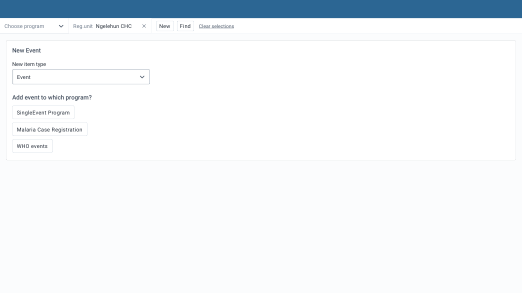 Choose program Reg.unit Ngelehun CHC New Find Clear selections
New Event
New item type
Event
Add event to which program?
SingleEvent Program
Malaria Case Registration
WHO events